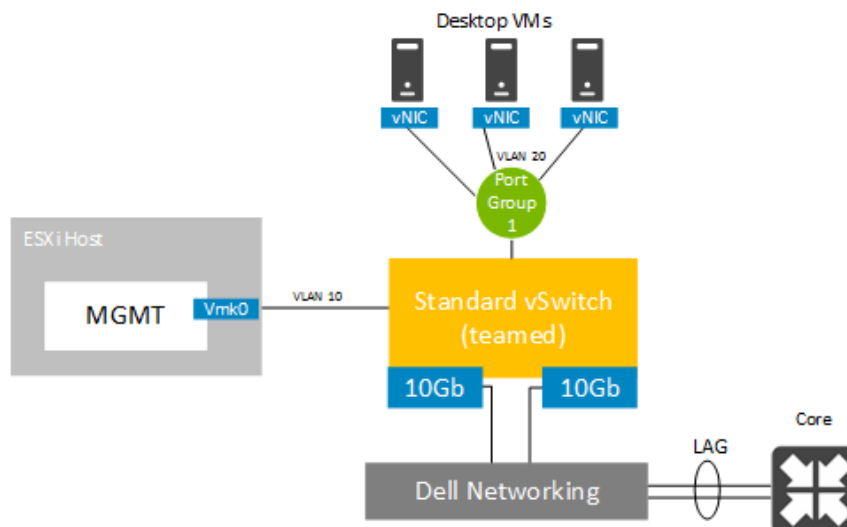 Desktop VMs
vNIC
vNIC
vNIC
VLAN 20
Port
Group
1
ESXi Host
MGMT
Vmk0
VLAN 10
Standard vSwitch
(teamed)
10Gb
10Gb
Core
LAG
Dell Networking